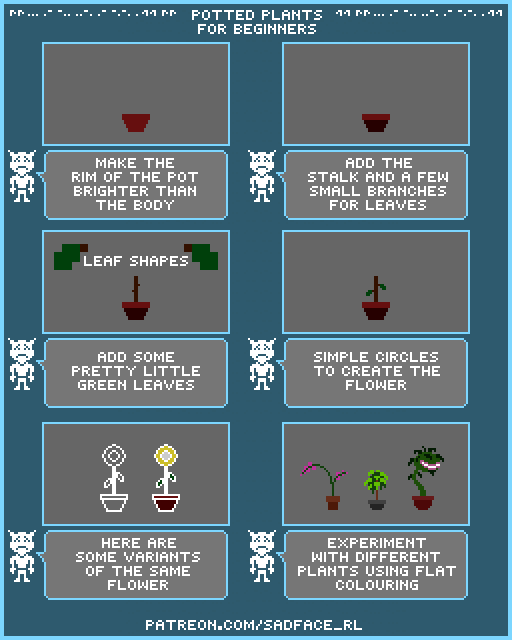 POTTED PLANTS
FOR BEGINNERS
MAKE THE
RIM OF THE POT
BRIGHTER THAN
THE BODY
ADD THE
STALK AND A FEW
SMALL BRANCHES
FOR LEAVES
LEAF SHAPES
ADD SOME
PRETTY LITTLE
GREEN LEAVES
SIMPLE CIRCLES
TO CREATE THE
FLOWER
HERE ARE
SOME VARIANTS
OF THE SAME
FLOWER
EXPERIMENT
WITH DIFFERENT
PLANTS USING FLAT
COLOURING
PATREON.COM/SADFACE_RL